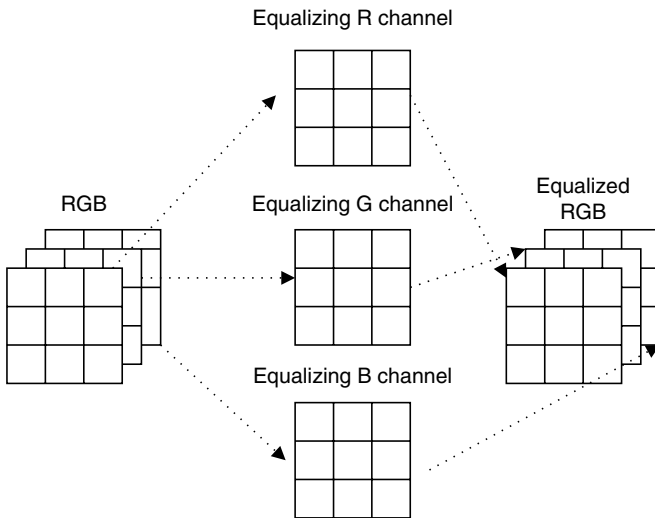 Equalizing R channel
RGB
Equalizing G channel
Equalized
RGB
Equalizing B channel